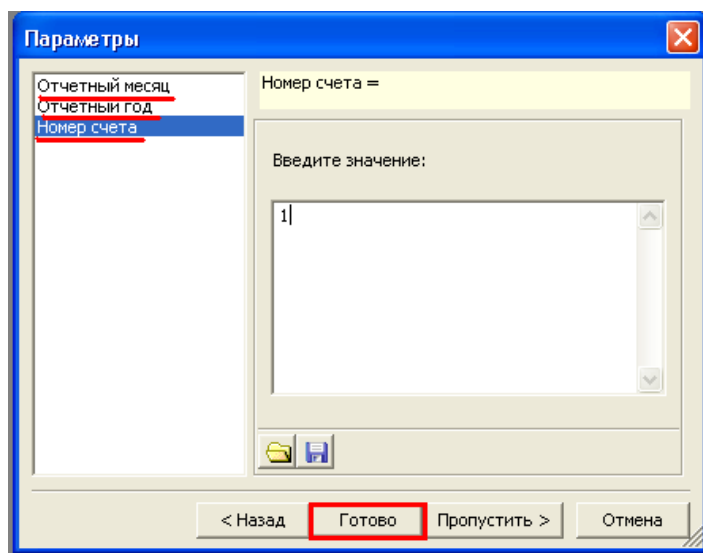 Параметры
Отчетный месяц
Отчетный год
Номер счета
Номер счета =
Введите значение:
1
< Назад
Готово
Пропустить >
Отмена